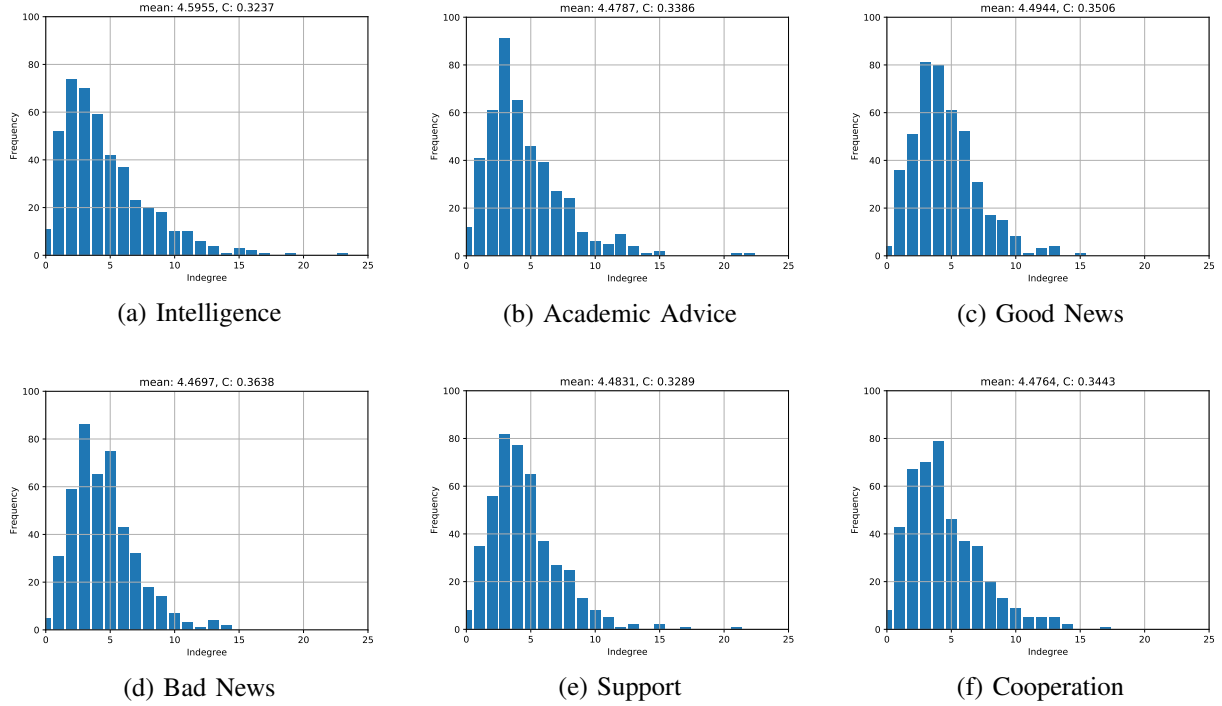 mean: 4.5955, C: 0.3237
100
80
60
40
20
0
Frequency
0 5 10 15 20 25
Indegree
(a) Intelligence
mean: 4.4787, C: 0.3386
100
80
60
40
20
0
Frequency
0 5 10 15 20 25
Indegree
(b) Academic Advice
mean: 4.4944, C: 0.3506
100
80
60
40
20
0
Frequency
0 5 10 15 20 25
Indegree
(c) Good News
mean: 4.4697, C: 0.3638
100
80
60
40
20
0
Frequency
0 5 10 15 20 25
Indegree
(d) Bad News
mean: 4.4831, C: 0.3289
100
80
60
40
20
0
Frequency
0 5 10 15 20 25
Indegree
(e) Support
mean: 4.4764, C: 0.3443
100
80
60
40
20
0
Frequency
0 5 10 15 20 25
Indegree
(f) Cooperation